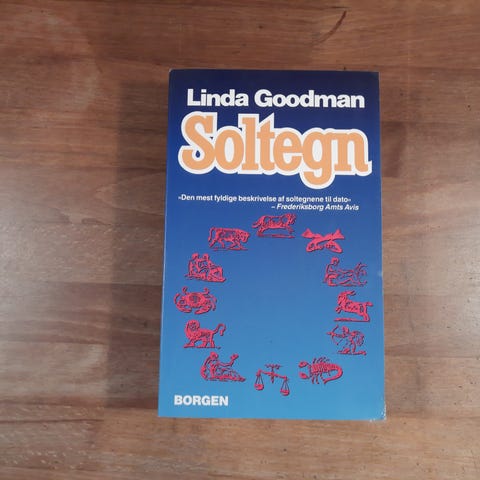 Linda Goodman
Soltegn
»Den mest fyldige beskrivelse af soltegnene til dato«
– Frederiksborg Amts Avis
BORGEN